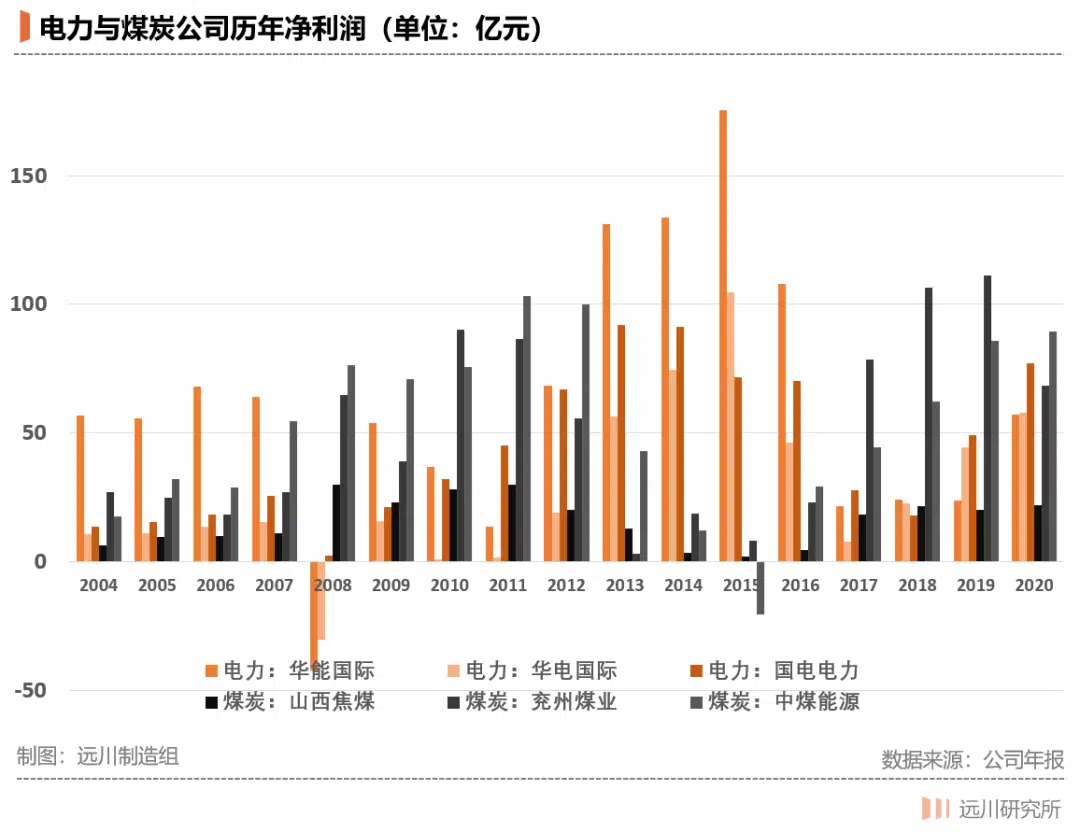 电力与煤炭公司历年净利润（单位：亿元）
150
100
50
0
2004 2005 2006 2007 2008 2009 2010 2011 2012 2013 2014 2015 2016 2017 2018 2019 2020
-50
电力：华能国际 电力：华电国际 电力：国电电力
煤炭：山西焦煤 煤炭：兖州煤业 煤炭：中煤能源
制图：远川制造组 数据来源：公司年报
远川研究所